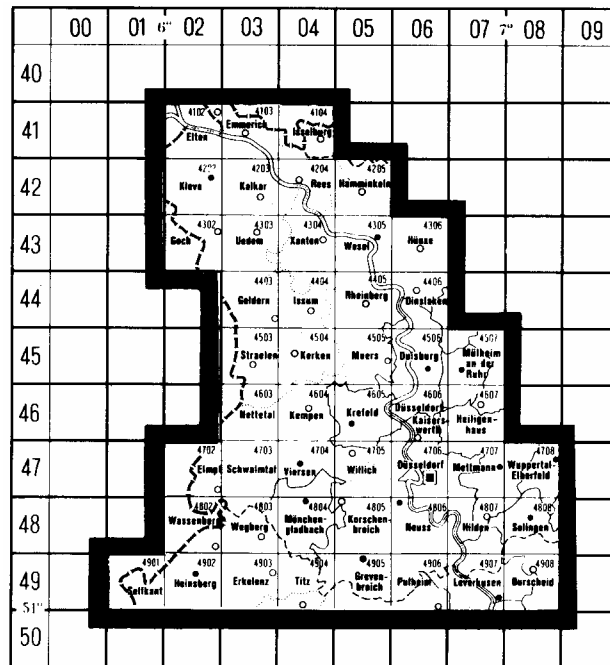 00 01 6° 02 03 04 05 06 07 7° 08 09
40
4102 4103 4104
41
Elten Emmerich Isselburg
4202 4203 4204 4205
42
Kleve Kalkar Rees Hamminkeln
4302 4303 4304 4305 4306
43
Goch Uedem Xanten Wesel Hünxe
4403 4404 4405 4406
44
Geldern Issum Rheinberg Dinslaken
4503 4504 4505 4506 4507
45
Straelen Kerken Moers Duisburg Mülheim
an der
Ruhr
4603 4604 4605 4606 4607
46
Nettetal Kempen Krefeld Düsseldorf
Kaisers-
werth
Heiligen-
haus
4702 4703 4704 4705 4706 4707 4708
47
Elmpt Schwalmtal Viersen Willich Düsseldorf Mettmann Wuppertal-
Elberfeld
4802 4803 4804 4805 4806 4807 4808
48
Wassenberg Wegberg Mönchen-
gladbach
Korschen-
broich
Neuss Hilden Solingen
4901 4902 4903 4904 4905 4906 4907 4908
49
Selfkant Heinsberg Erkelenz Titz Greven-
broich
Pulheim Leverkusen Burscheid
51°
50